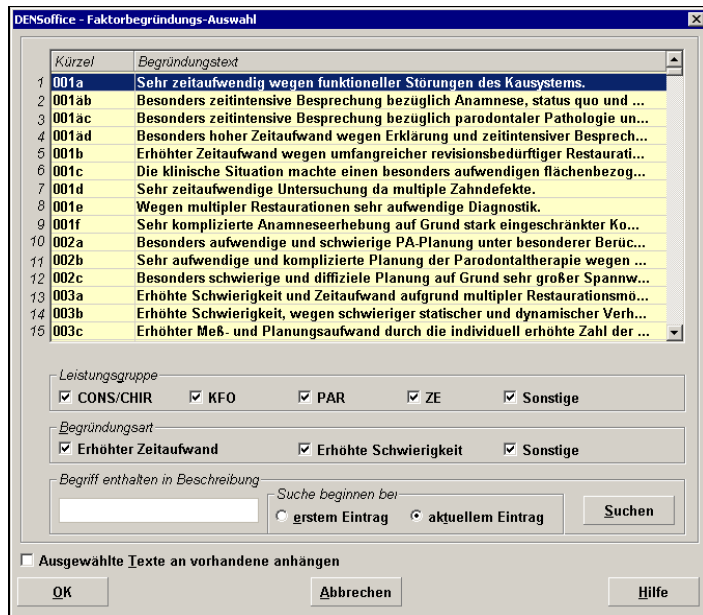 DENSoffice - Faktorbegründungs-Auswahl
Kürzel Begründungstext
1 001a Sehr zeitaufwendig wegen funktioneller Störungen des Kausystems.
2 001äb Besonders zeitintensive Besprechung bezüglich Anamnese, status quo und ...
3 001äc Besonders zeitintensive Besprechung bezüglich parodontaler Pathologie un...
4 001äd Besonders hoher Zeitaufwand wegen Erklärung und zeitintensiver Besprech...
5 001b Erhöhter Zeitaufwand wegen umfangreicher revisionsbedürftiger Restaurati...
6 001c Die klinische Situation machte einen besonders aufwendigen flächenbezog...
7 001d Sehr zeitaufwendige Untersuchung da multiple Zahndefekte.
8 001e Wegen multipler Restaurationen sehr aufwendige Diagnostik.
9 001f Sehr komplizierte Anamneseerhebung auf Grund stark eingeschränkter Ko...
10 002a Besonders aufwendige und schwierige PA-Planung unter besonderer Berüc...
11 002b Sehr aufwendige und komplizierte Planung der Parodontaltherapie wegen ...
12 002c Besonders schwierige und diffiziele Planung auf Grund sehr großer Spannw...
13 003a Erhöhte Schwierigkeit und Zeitaufwand aufgrund multipler Restaurationsmö...
14 003b Erhöhte Schwierigkeit, wegen schwieriger statischer und dynamischer Verh...
15 003c Erhöhter Meß- und Planungsaufwand durch die individuell erhöhte Zahl der ...
Leistungsgruppe
CONS/CHIR KFO PAR ZE Sonstige
Begründungsart
Erhöhter Zeitaufwand Erhöhte Schwierigkeit Sonstige
Begriff enthalten in Beschreibung
Suche beginnen bei
erstem Eintrag aktuellem Eintrag Suchen
Ausgewählte Texte an vorhandene anhängen
OK Abbrechen Hilfe